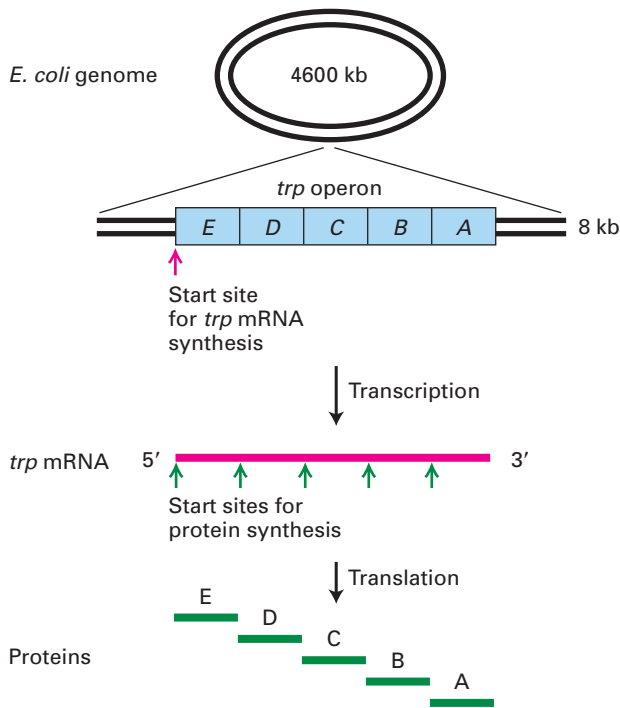 E. coli genome
4600 kb
trp operon
E D C B A
8 kb
Start site
for trp mRNA
synthesis
Transcription
trp mRNA 5′ 3′
Start sites for
protein synthesis
Translation
E
D
C
Proteins
B
A